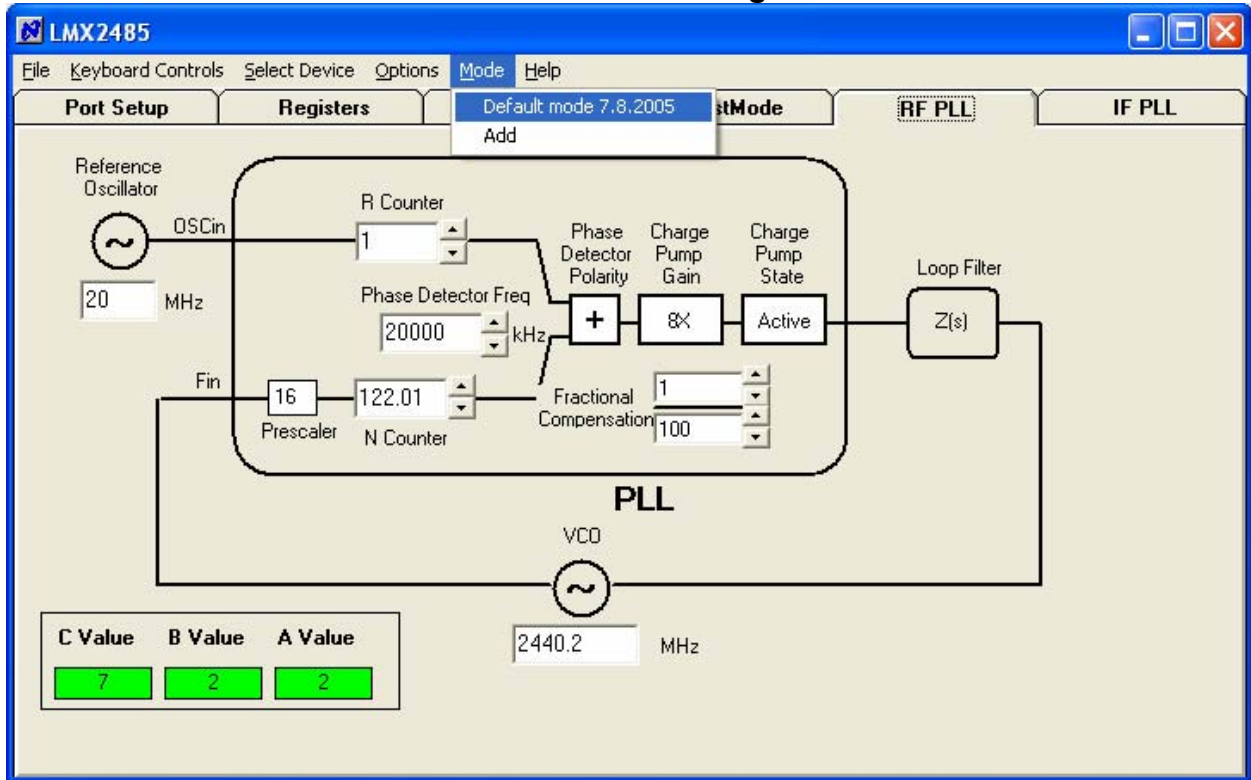 LMX2485
File Keyboard Controls Select Device Options Mode Help
Port Setup Registers stMode RF PLL IF PLL
Default mode 7.8.2005
Add
Reference
Oscillator
OSCin
20 MHz
R Counter
1
Phase Detector Freq
20000 kHz
Phase
Detector
Polarity
+
Charge
Pump
Gain
8X
Charge
Pump
State
Active
Loop Filter
Z(s)
Fin
16
Prescaler
122.01
N Counter
Fractional
Compensation
1
100
PLL
VCO
2440.2 MHz
C Value B Value A Value
7 2 2